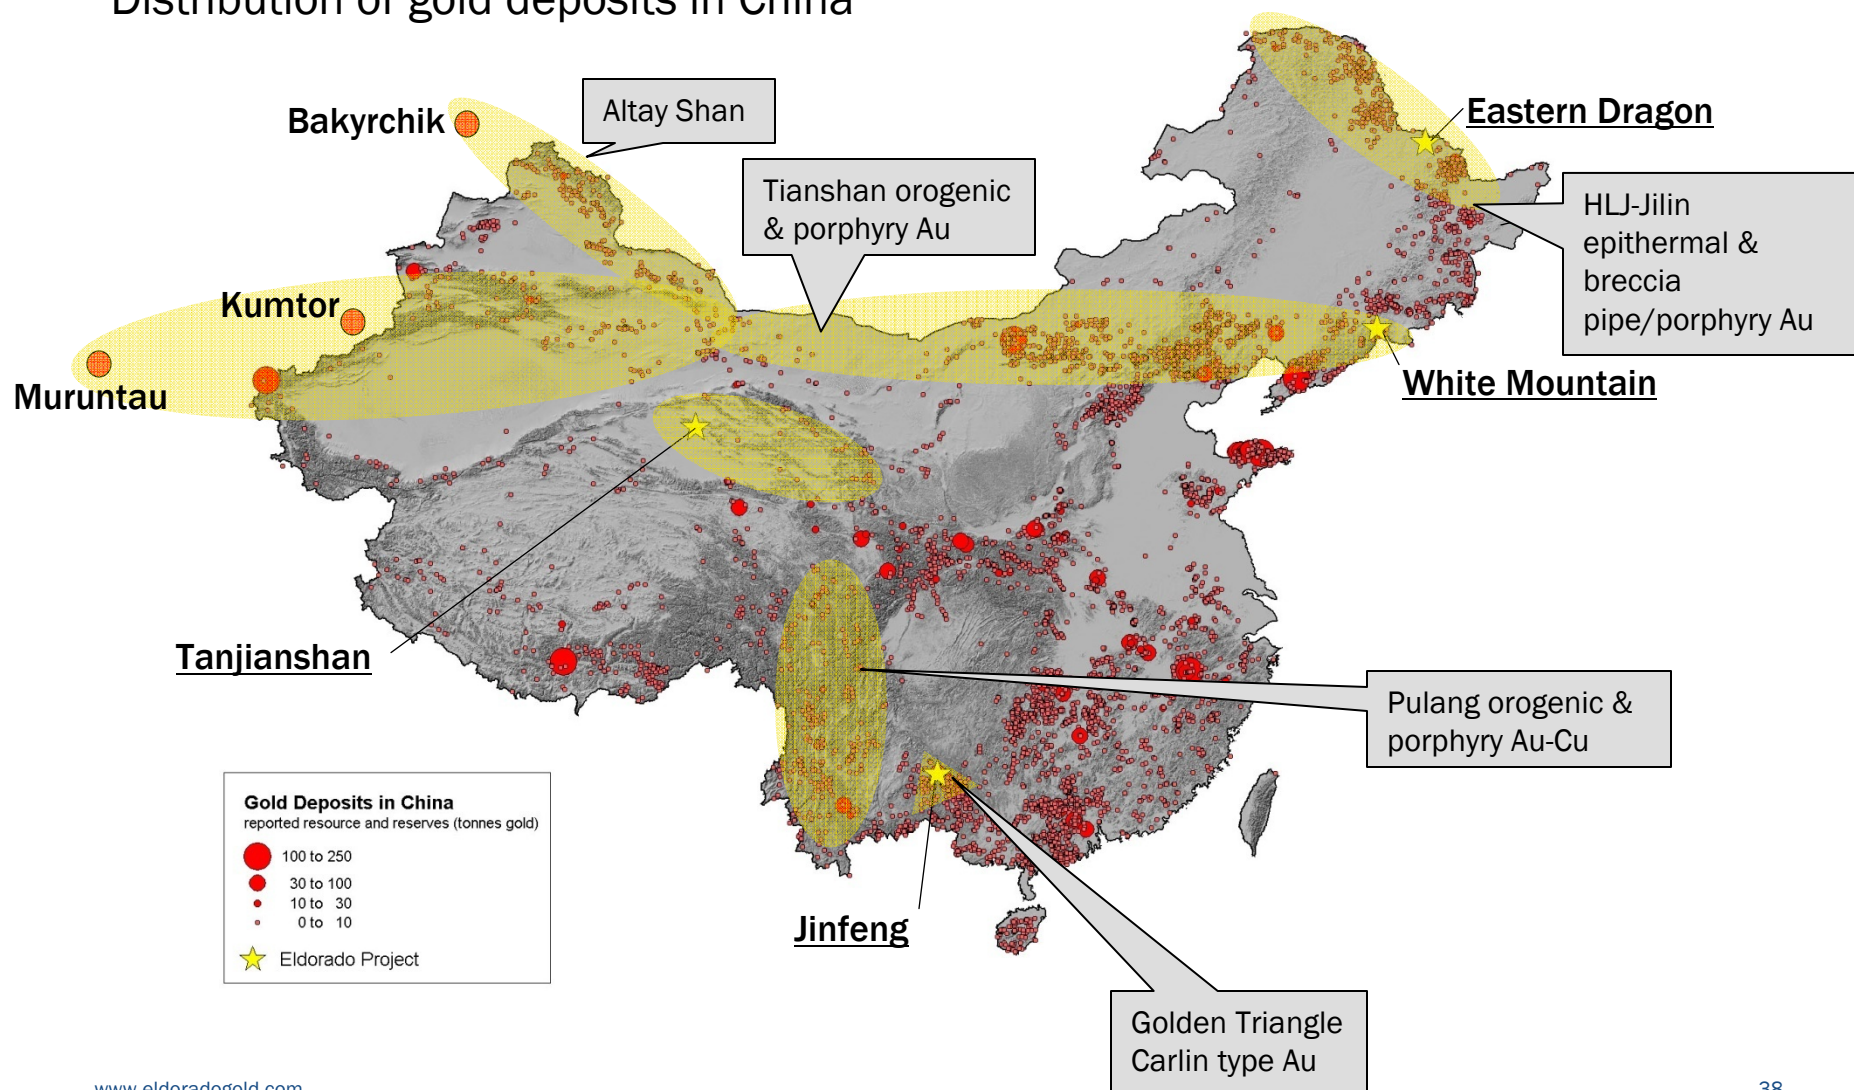 Distribution of gold deposits in China
Bakyrchik
Altay Shan
Eastern Dragon
Tianshan orogenic
& porphyry Au
HLJ-Jilin
epithermal &
breccia
pipe/porphyry Au
Kumtor
Muruntau
White Mountain
Tanjianshan
Pulang orogenic &
porphyry Au-Cu
Gold Deposits in China
reported resource and reserves (tonnes gold)
100 to 250
30 to 100
10 to 30
0 to 10
Eldorado Project
Jinfeng
Golden Triangle
Carlin type Au
www.eldoradogold.com
38